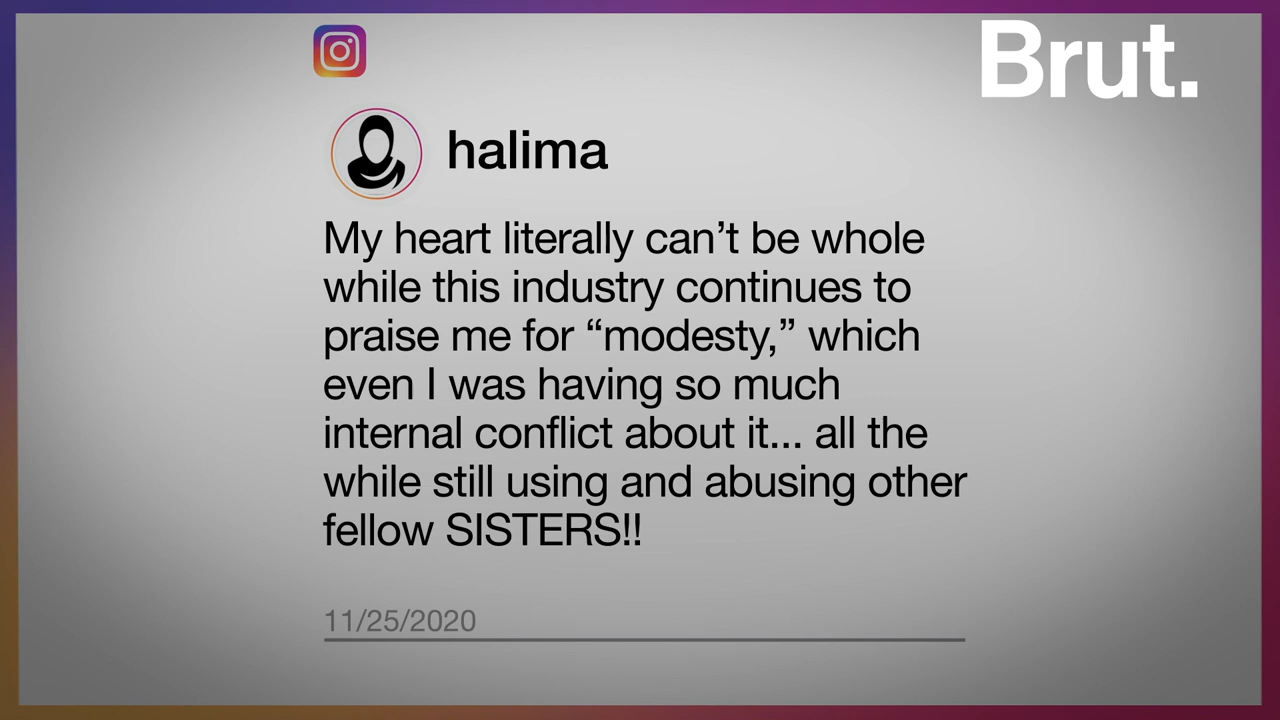 Brut.
halima
My heart literally can’t be whole
while this industry continues to
praise me for “modesty,” which
even I was having so much
internal conflict about it... all the
while still using and abusing other
fellow SISTERS!!
11/25/2020